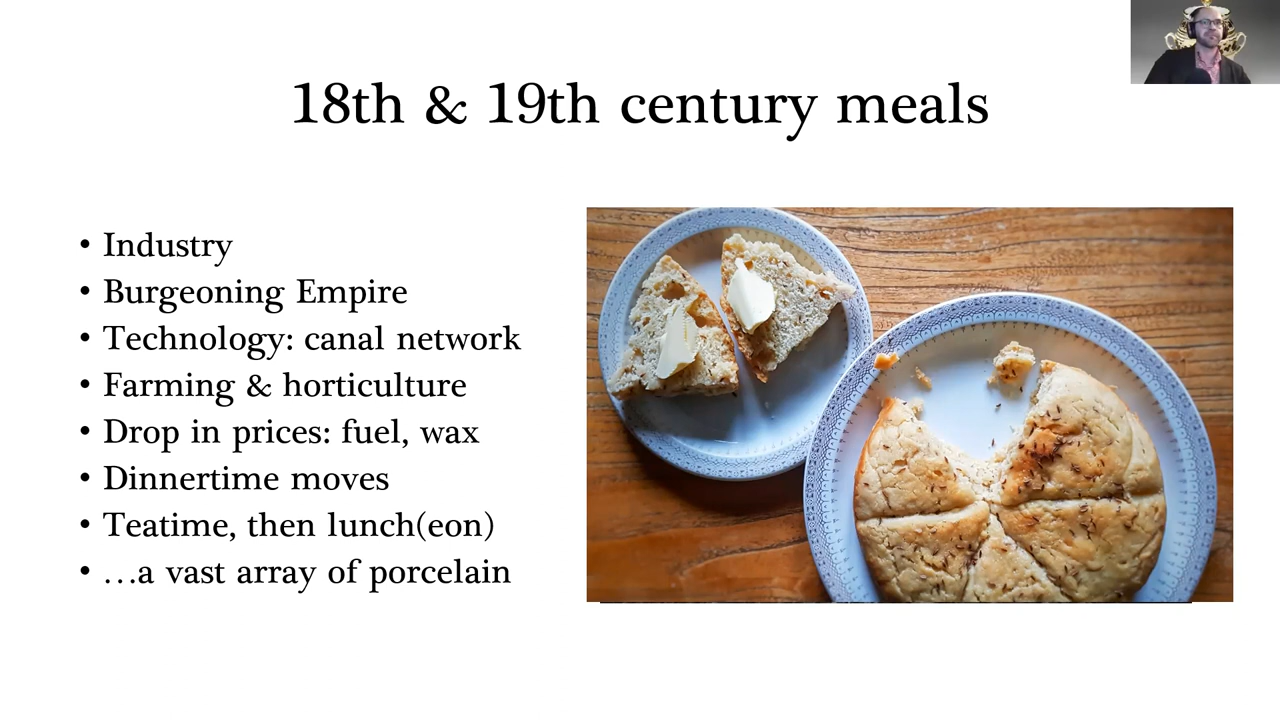 18th & 19th century meals
• Industry
• Burgeoning Empire
• Technology: canal network
• Farming & horticulture
• Drop in prices: fuel, wax
• Dinnertime moves
• Teatime, then lunch(eon)
• …a vast array of porcelain